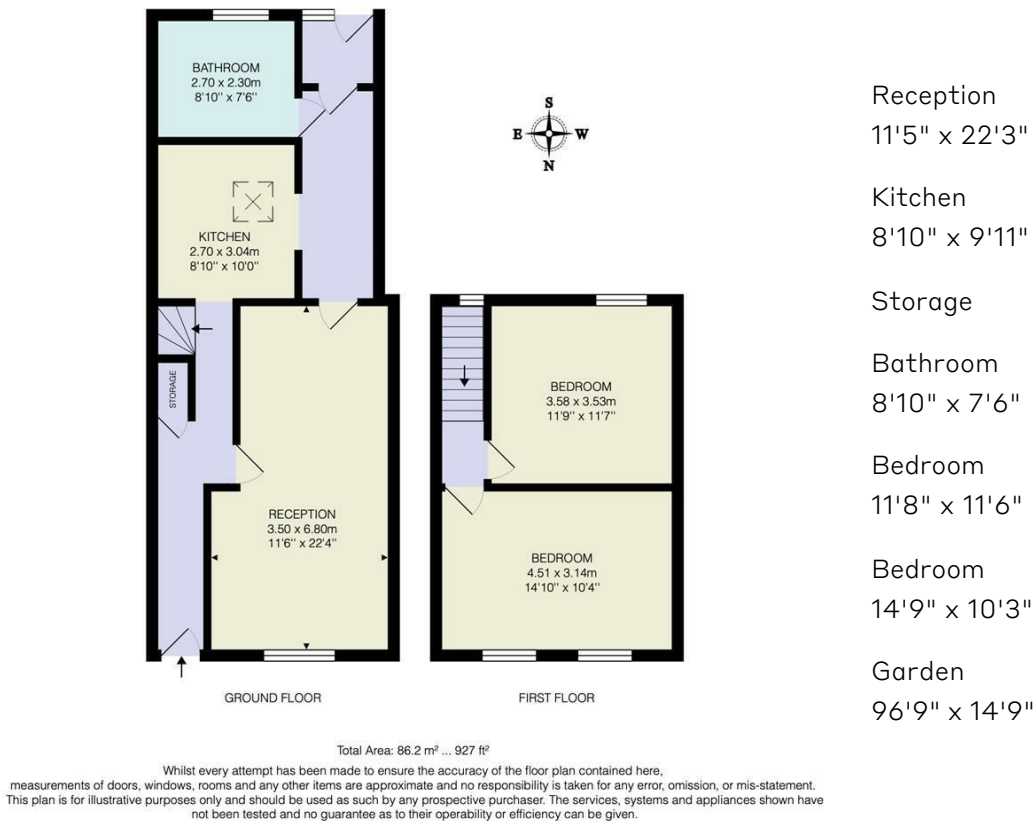 BATHROOM
2.70 x 2.30m
8'10'' x 7'6''
KITCHEN
2.70 x 3.04m
8'10'' x 10'0''
STORAGE
RECEPTION
3.50 x 6.80m
11'6'' x 22'4''
GROUND FLOOR
S
E W
N
BEDROOM
3.58 x 3.53m
11'9'' x 11'7''
BEDROOM
4.51 x 3.14m
14'10'' x 10'4''
FIRST FLOOR
Reception
11'5" x 22'3"
Kitchen
8'10" x 9'11"
Storage
Bathroom
8'10" x 7'6"
Bedroom
11'8" x 11'6"
Bedroom
14'9" x 10'3"
Garden
96'9" x 14'9"
Total Area: 86.2 m² ... 927 ft²
Whilst every attempt has been made to ensure the accuracy of the floor plan contained here,
measurements of doors, windows, rooms and any other items are approximate and no responsibility is taken for any error, omission, or mis-statement.
This plan is for illustrative purposes only and should be used as such by any prospective purchaser. The services, systems and appliances shown have
not been tested and no guarantee as to their operability or efficiency can be given.